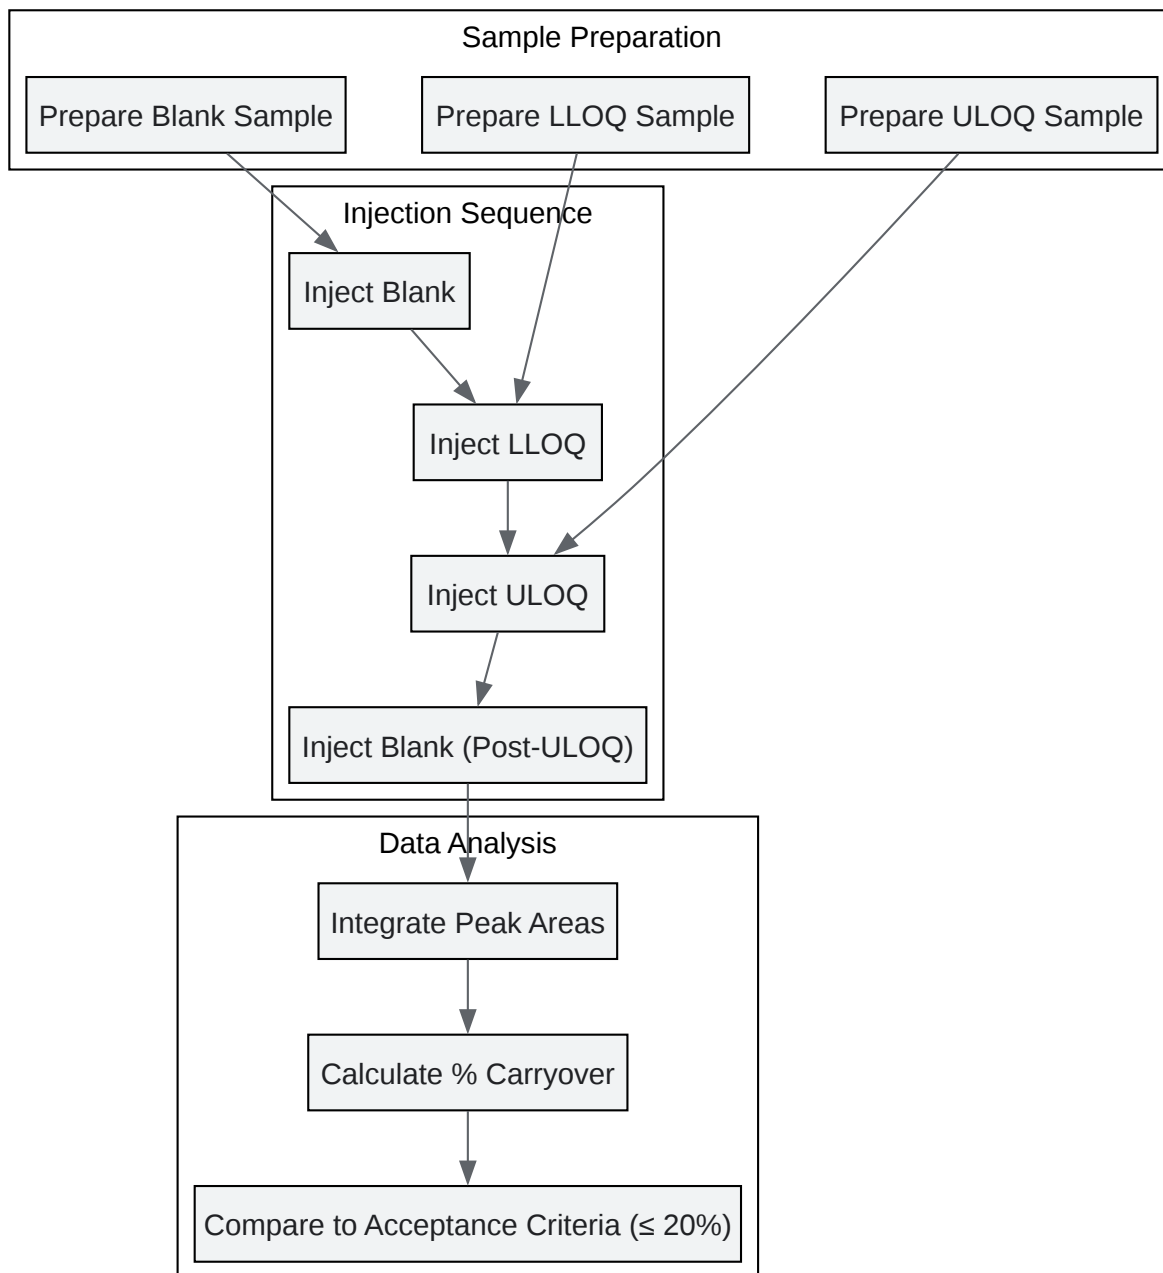 Sample Preparation
Prepare Blank Sample
Prepare LLOQ Sample
Prepare ULOQ Sample
Injection Sequence
Inject Blank
Inject LLOQ
Inject ULOQ
Inject Blank (Post-ULOQ)
Data Analysis
Integrate Peak Areas
Calculate % Carryover
Compare to Acceptance Criteria (≤ 20%)